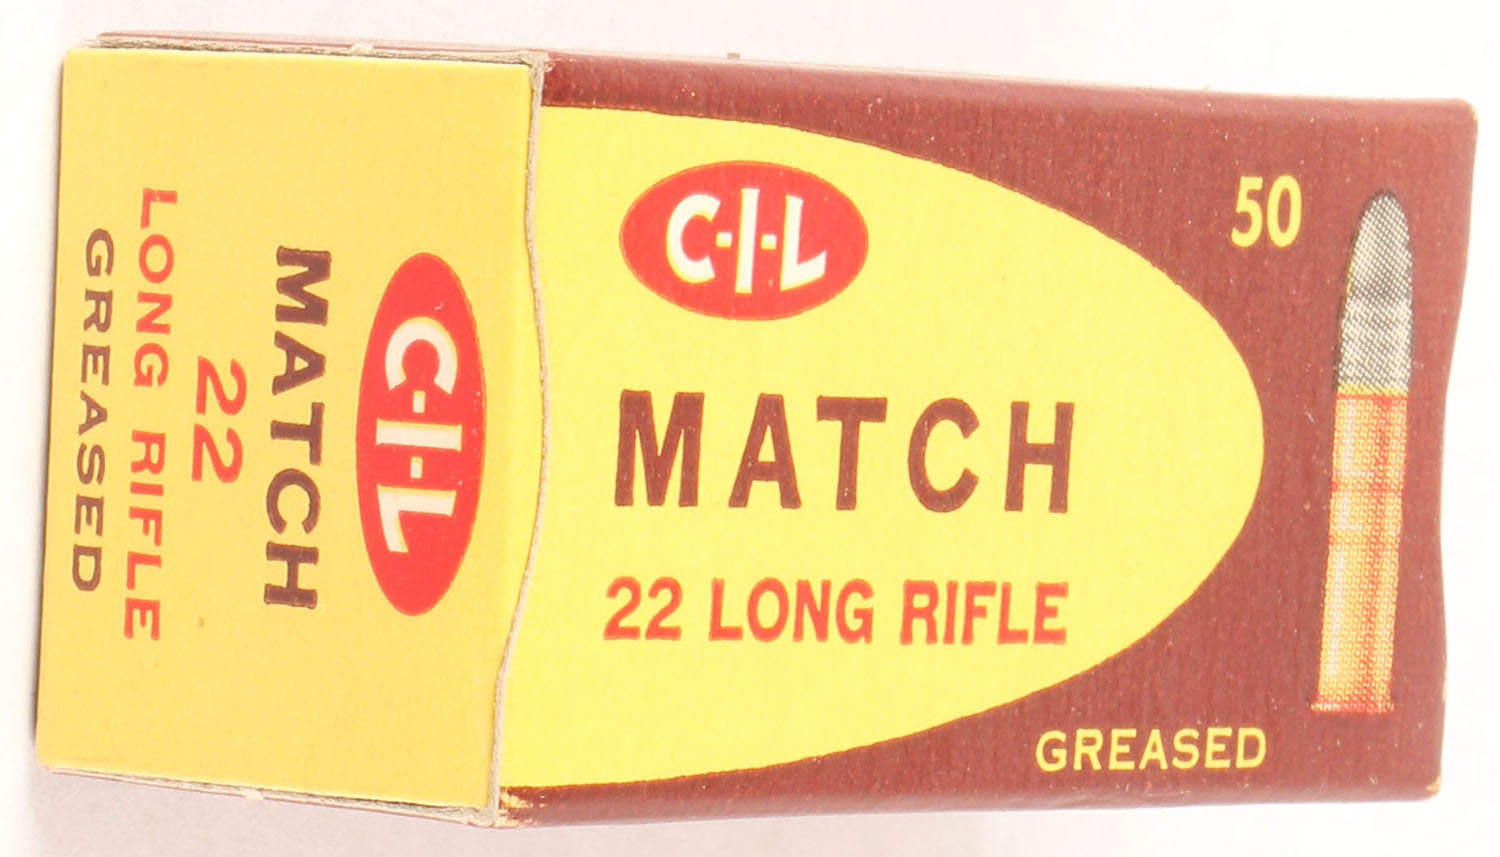 C-I-L
MATCH
22
LONG RIFLE
GREASED
C-I-L
50
MATCH
22 LONG RIFLE
GREASED